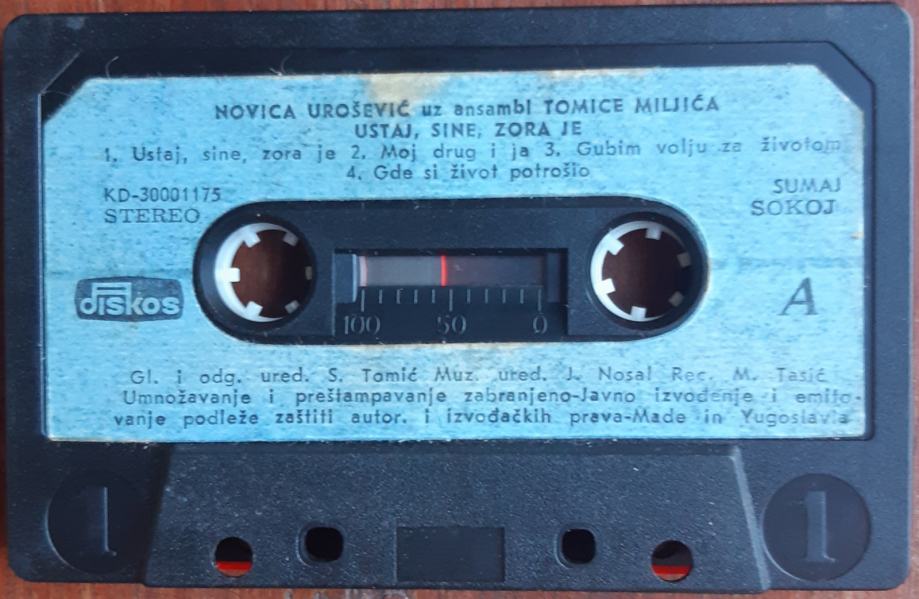 NOVICA UROŠEVIĆ uz ansambl TOMICE MILJIĆA
USTAJ, SINE, ZORA JE
1. Ustaj, sine, zora je 2. Moj drug i ja 3. Gubim volju za životom
4. Gde si život potrošio
KD-30001175
STEREO
SUMAJ
SOKOJ
diskos
A
100 50 0
Gl. i odg. ured. S. Tomić Muz. ured. J. Nosal Rec. M. Tasić
Umnožavanje i preštampavanje zabranjeno-Javno izvođenje i emito-
vanje podleže zaštiti autor. i izvođačkih prava-Made in Yugoslavia
1 1